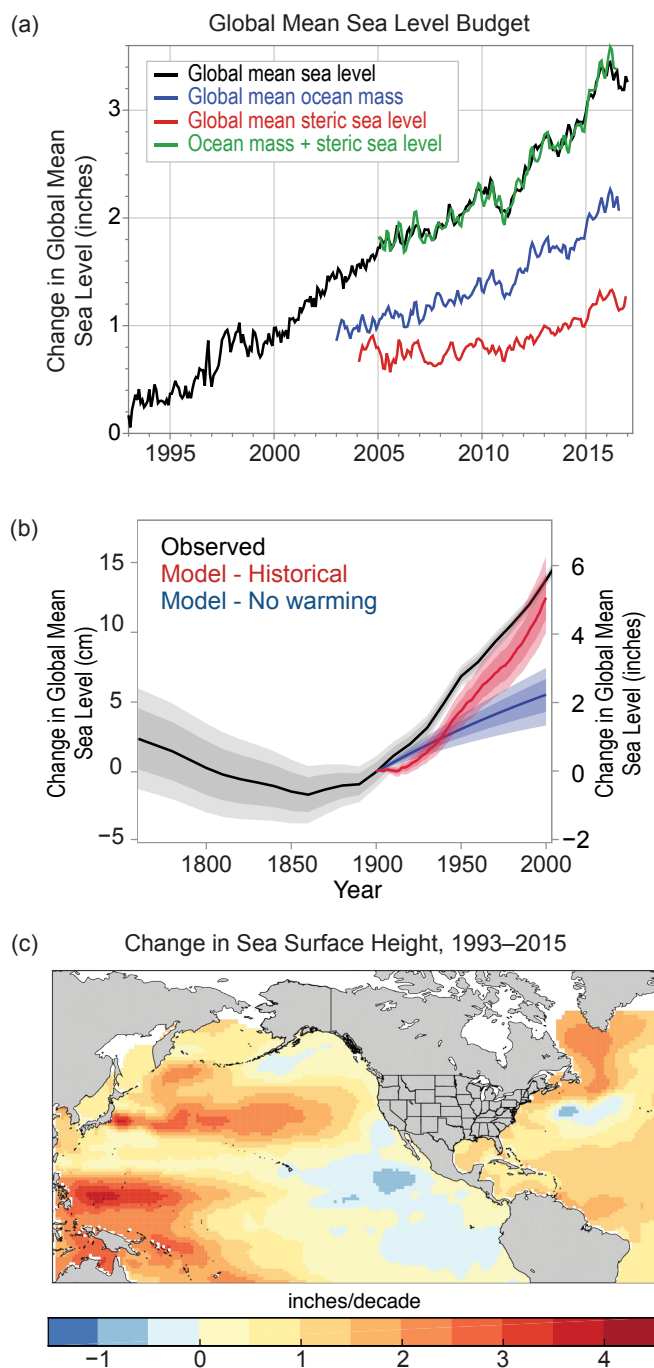 (a) Global Mean Sea Level Budget
Global mean sea level
Global mean ocean mass
Global mean steric sea level
Ocean mass + steric sea level
Change in Global Mean
Sea Level (inches)
3
2
1
0
1995 2000 2005 2010 2015
(b)
Observed
Model - Historical
Model - No warming
Change in Global Mean
Sea Level (cm)
15
10
5
0
−5
6
4
2
0
−2
Change in Global Mean
Sea Level (inches)
1800 1850 1900 1950 2000
Year
(c) Change in Sea Surface Height, 1993–2015
inches/decade
−1 0 1 2 3 4